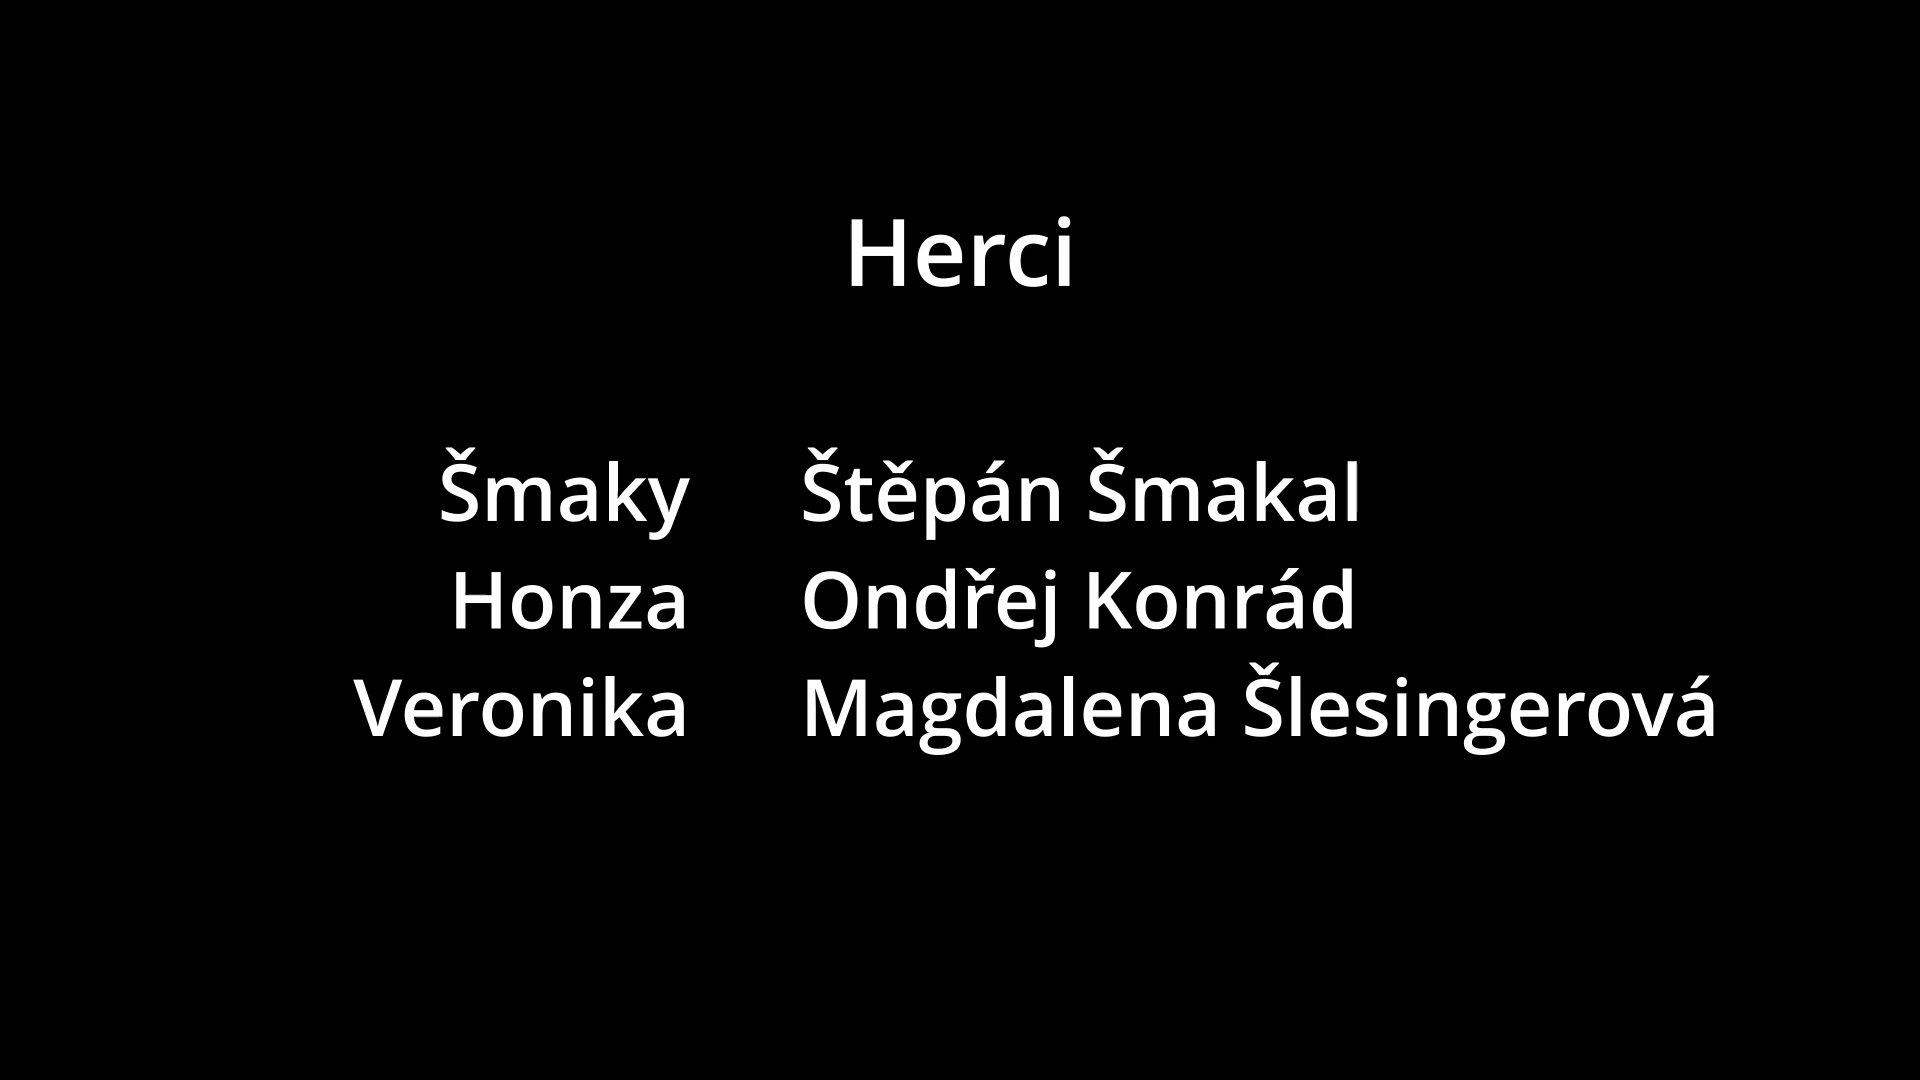 Herci
Šmaky Štěpán Šmakal
Honza Ondřej Konrád
Veronika Magdalena Šlesingerová